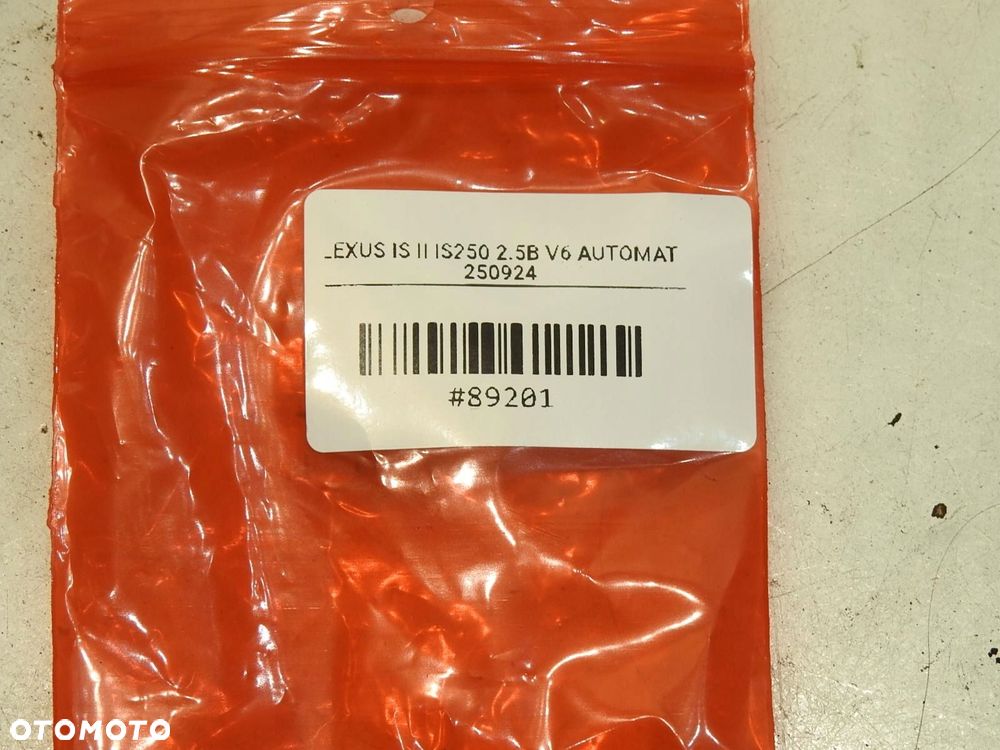 LEXUS IS II IS250 2.5B V6 AUTOMAT
250924
#89201
OTOMOTO